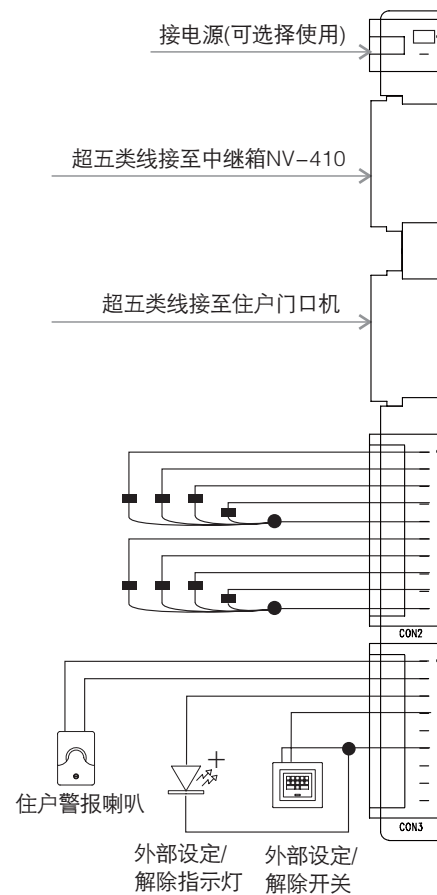 接电源(可选择使用)
超五类线接至中继箱NV-410
超五类线接至住户门口机
CON2
住户警报喇叭
外部设定/
解除指示灯
外部设定/
解除开关
CON3